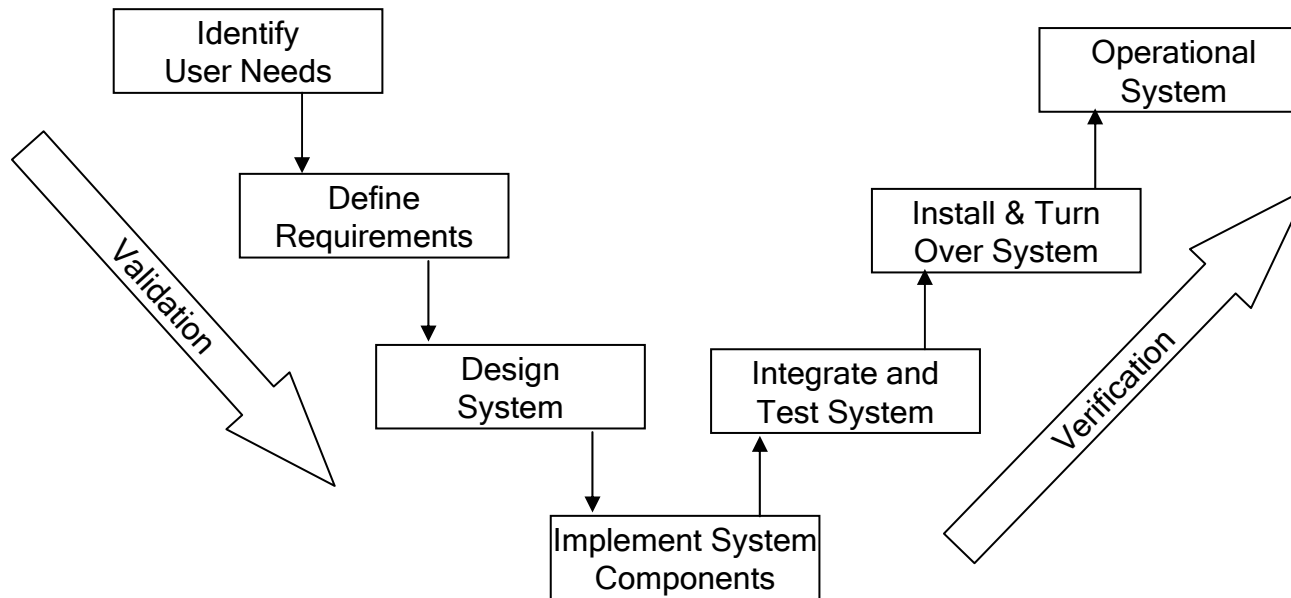 Identify
User Needs
Operational
System
Define
Requirements
Install & Turn
Over System
Validation
Design
System
Integrate and
Test System
Verification
Implement System
Components